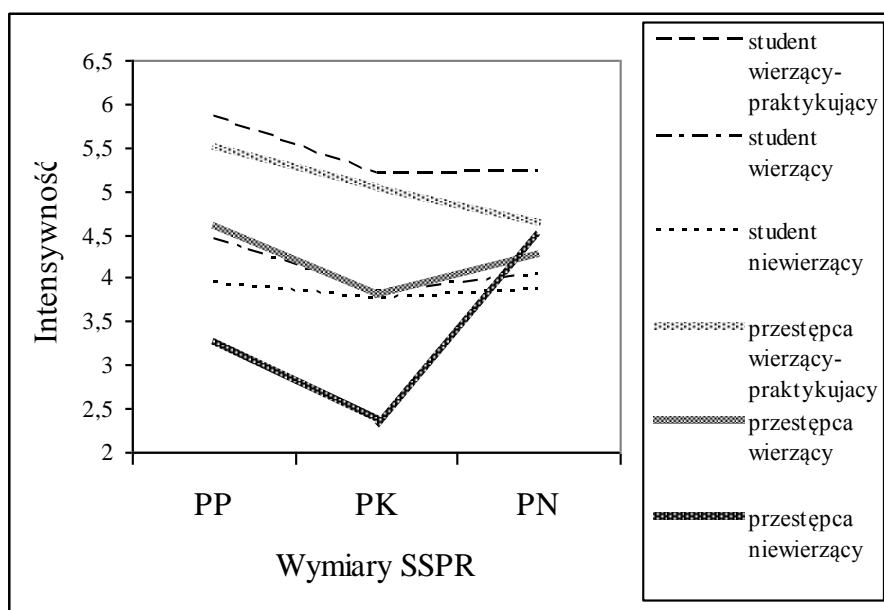 6,5
6
5,5
5
4,5
4
3,5
3
2,5
2
Intensywność
PP PK PN
Wymiary SSPR
student
wierzący-
praktykujący
student
wierzący
student
niewierzący
przestępca
wierzący-
praktykujacy
przestępca
wierzący
przestępca
niewierzący